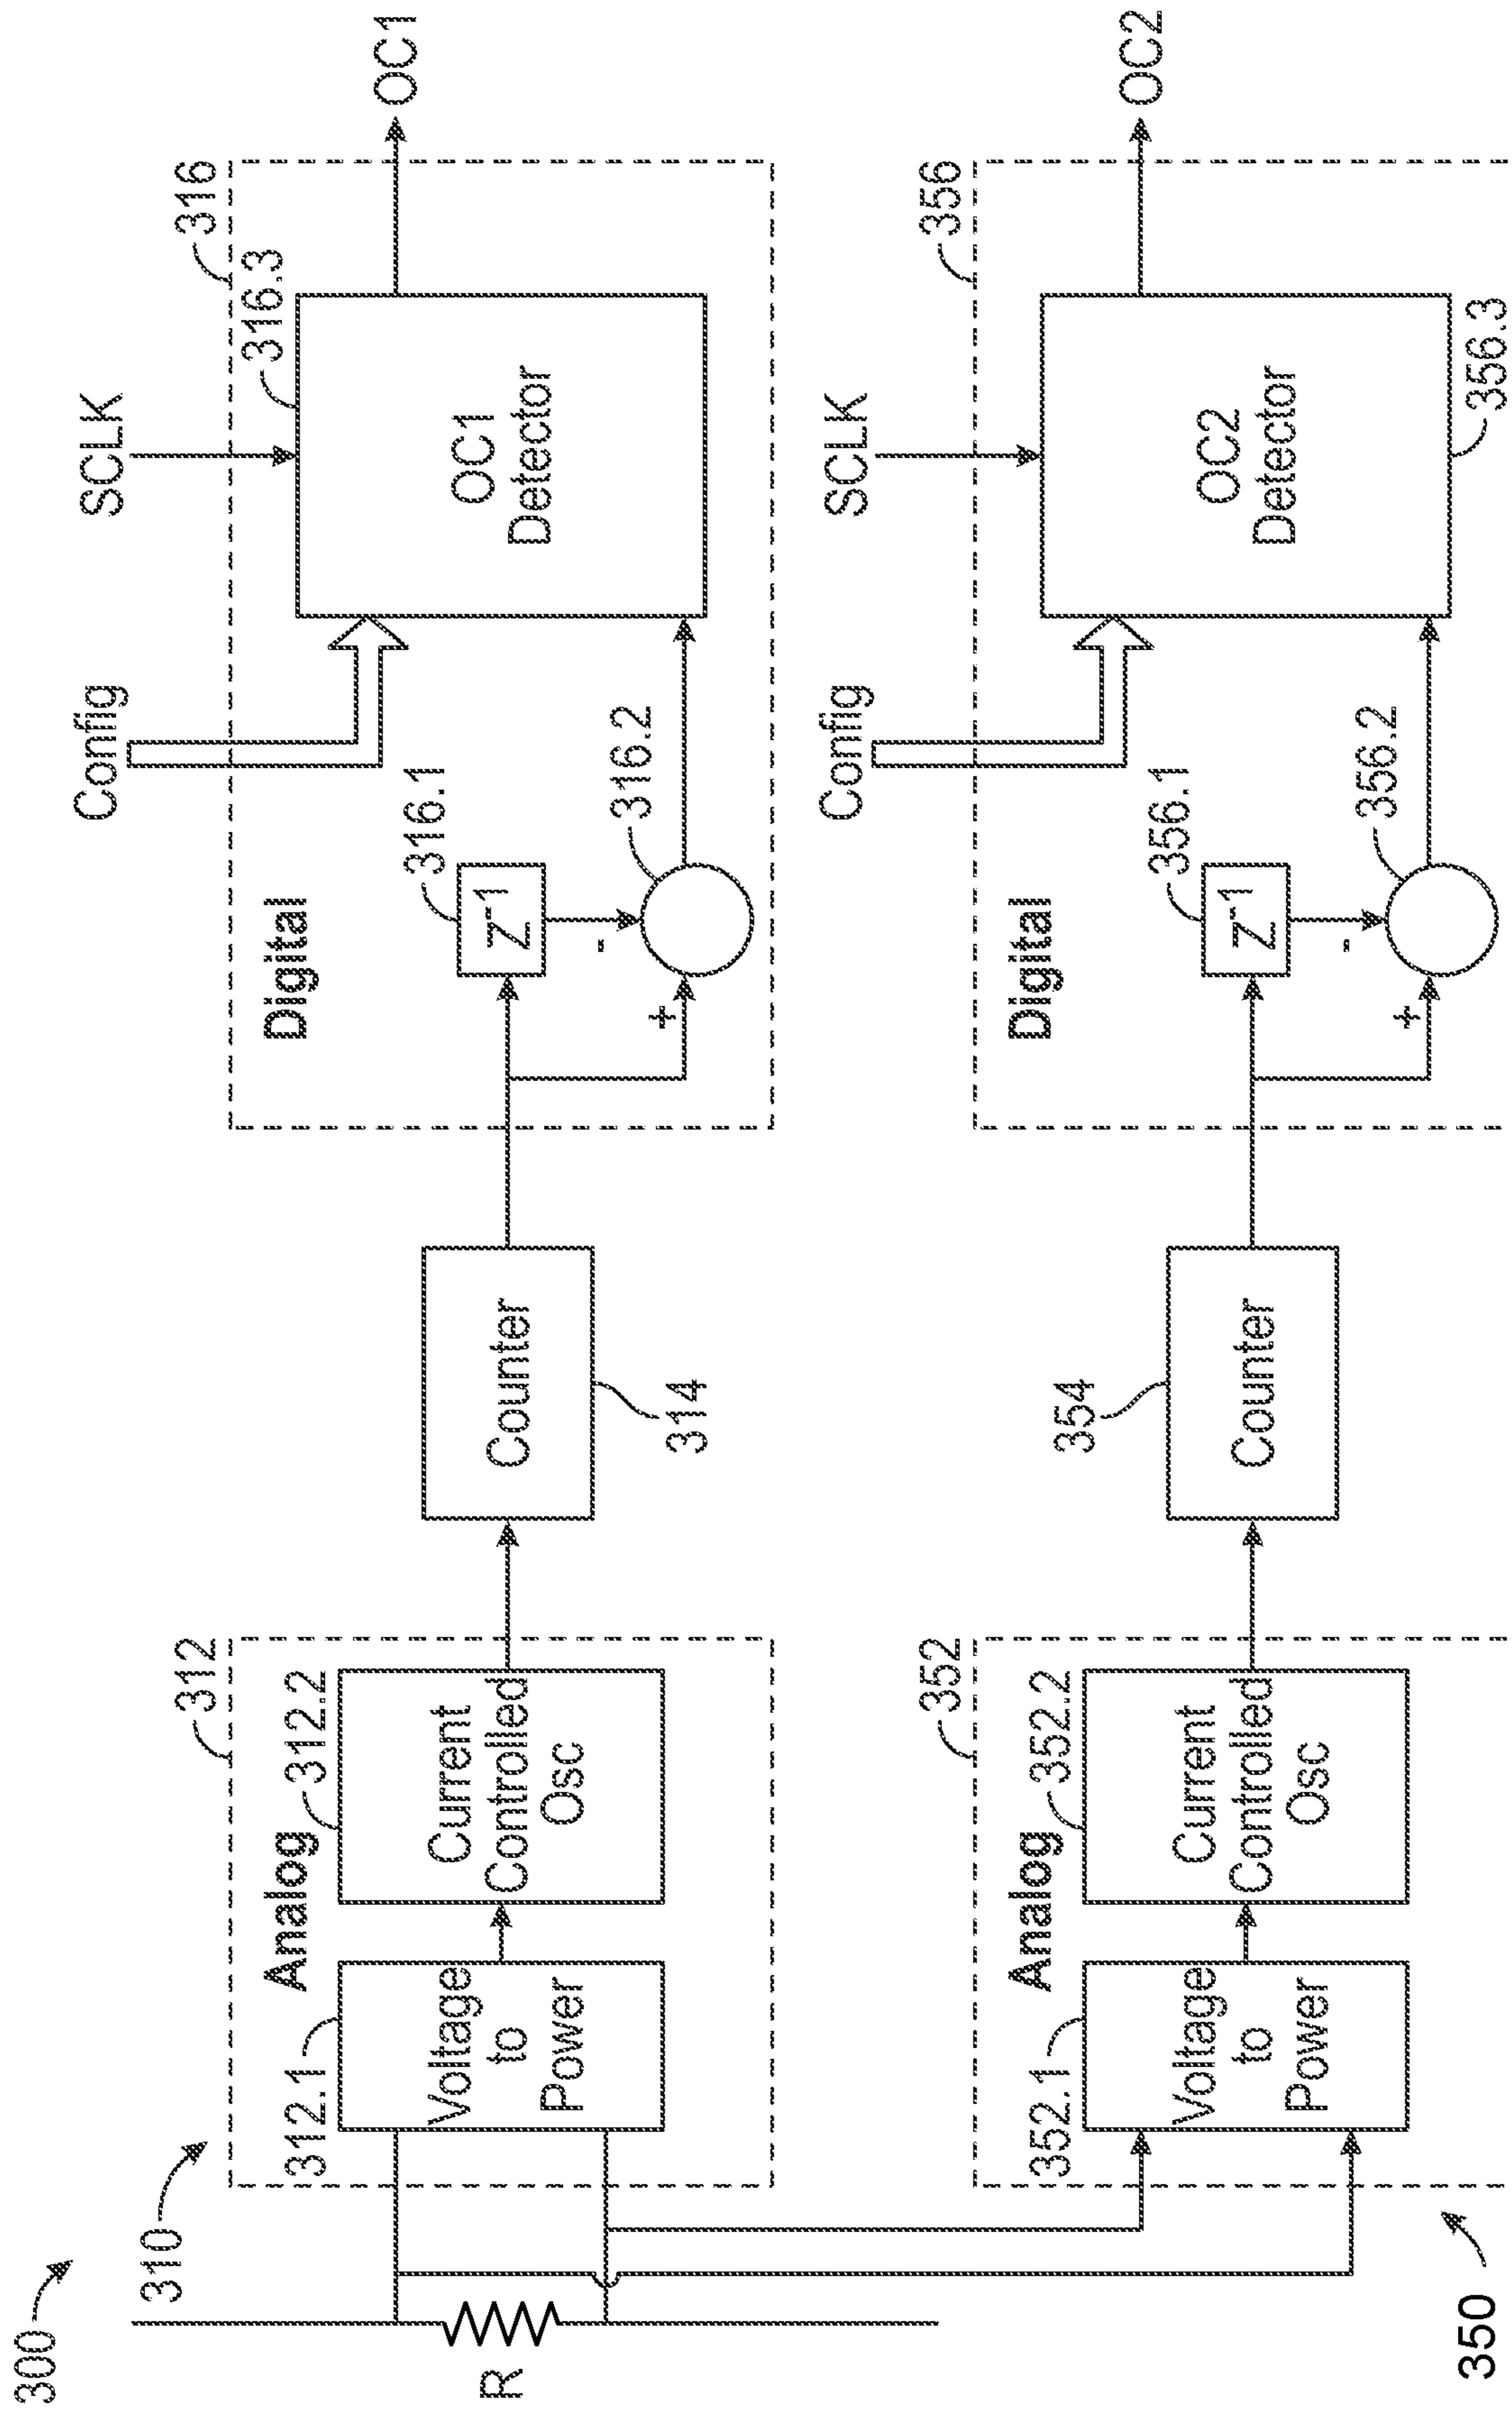 300
310
R
312
Analog
312.1
Voltage
to
Power
312.2
Current
Controlled
Osc
Counter
314
316
Digital
316.1
Z-1
+
-
316.2
Config
SCLK
316.3
OC1
Detector
OC1
350
352
Analog
352.1
Voltage
to
Power
352.2
Current
Controlled
Osc
Counter
354
356
Digital
356.1
Z-1
+
-
356.2
Config
SCLK
OC2
Detector
356.3
OC2